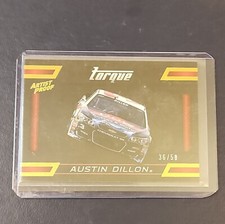 ARTIST PROOF
torque
36/50
AUSTIN DILLON